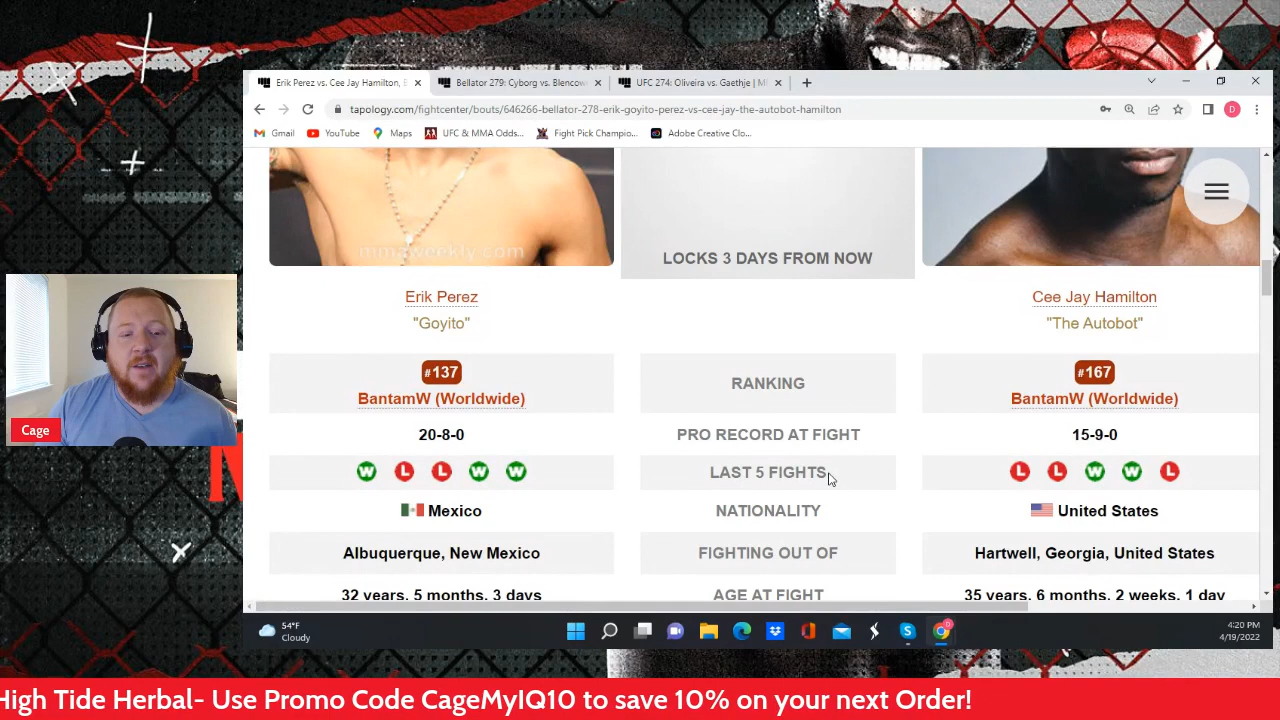 Erik Perez vs. Cee Jay Hamilton,
Bellator 279: Cyborg vs. Blencow
UFC 274: Oliveira vs. Gaethje | M
tapology.com/fightcenter/bouts/646266-bellator-278-erik-goyito-perez-vs-cee-jay-the-autobot-hamilton
Gmail YouTube Maps UFC & MMA Odds... Fight Pick Champio... Adobe Creative Clo...
mmaweekly.com
LOCKS 3 DAYS FROM NOW
Erik Perez Cee Jay Hamilton
"Goyito" "The Autobot"
#137 RANKING #167
BantamW (Worldwide) BantamW (Worldwide)
20-8-0 PRO RECORD AT FIGHT 15-9-0
W L L W W LAST 5 FIGHTS L L W W L
Mexico NATIONALITY United States
Albuquerque, New Mexico FIGHTING OUT OF Hartwell, Georgia, United States
32 years, 5 months, 3 days AGE AT FIGHT 35 years, 6 months, 2 weeks, 1 day
Cage
54°F
Cloudy
4:20 PM
4/19/2022
High Tide Herbal- Use Promo Code CageMyIQ10 to save 10% on your next Order!